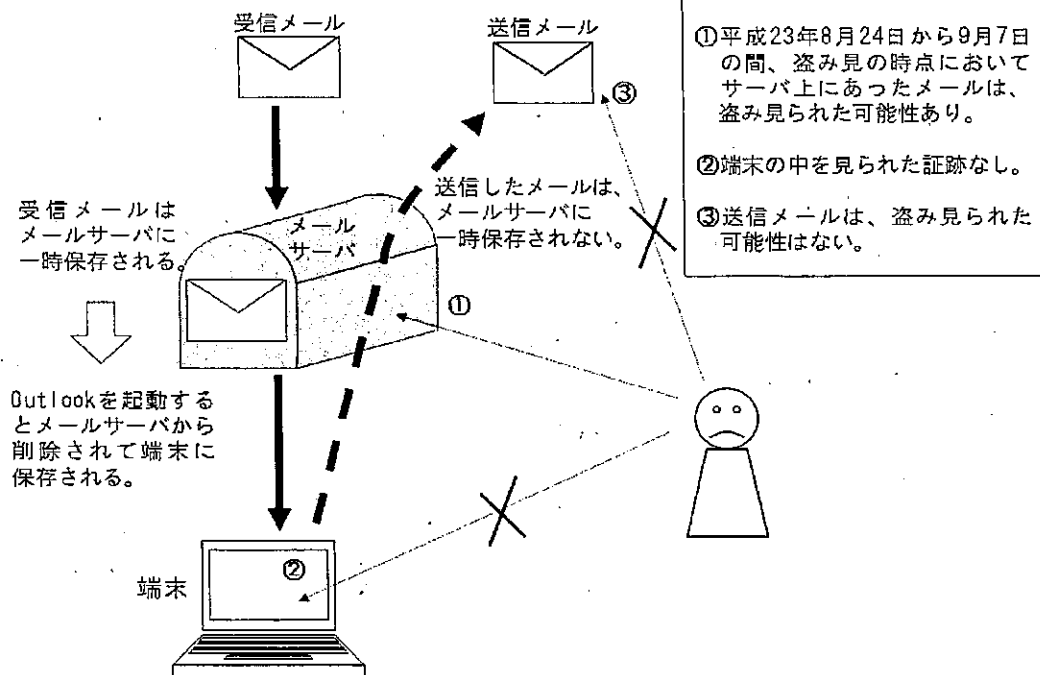 受信メール
送信メール
③
①平成23年8月24日から9月7日
の間、盗み見の時点において
サーバ上にあったメールは、
盗み見られた可能性あり。
②端末の中を見られた証跡なし。
③送信メールは、盗み見られた
可能性はない。
受信メールは
メールサーバに
一時保存される。
メール
サーバ
送信したメールは、
メールサーバに
一時保存されない。
①
Outlookを起動する
とメールサーバから
削除されて端末に
保存される。
端末
②